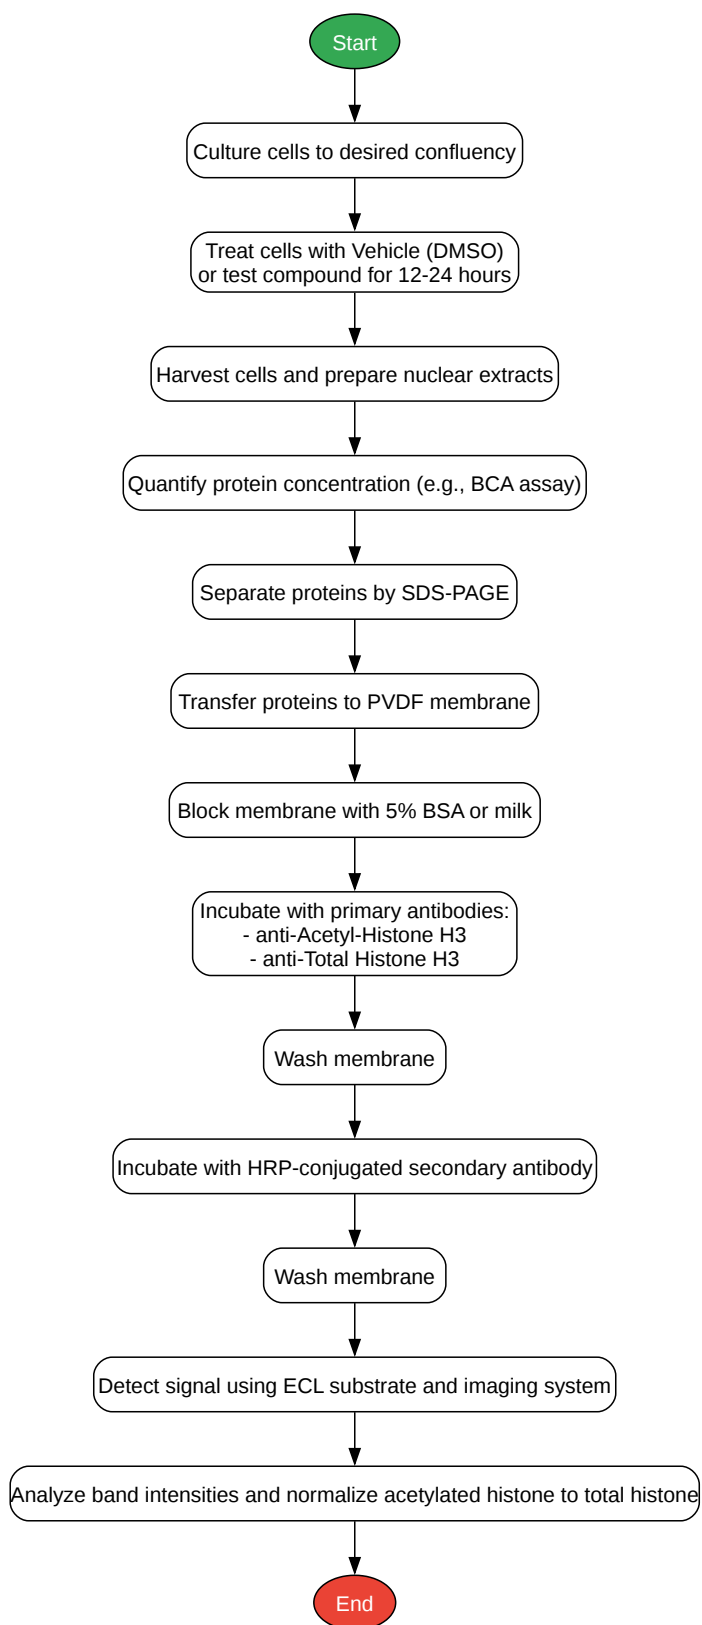 Start
Culture cells to desired confluency
Treat cells with Vehicle (DMSO)
or test compound for 12-24 hours
Harvest cells and prepare nuclear extracts
Quantify protein concentration (e.g., BCA assay)
Separate proteins by SDS-PAGE
Transfer proteins to PVDF membrane
Block membrane with 5% BSA or milk
Incubate with primary antibodies:
- anti-Acetyl-Histone H3
- anti-Total Histone H3
Wash membrane
Incubate with HRP-conjugated secondary antibody
Wash membrane
Detect signal using ECL substrate and imaging system
Analyze band intensities and normalize acetylated histone to total histone
End